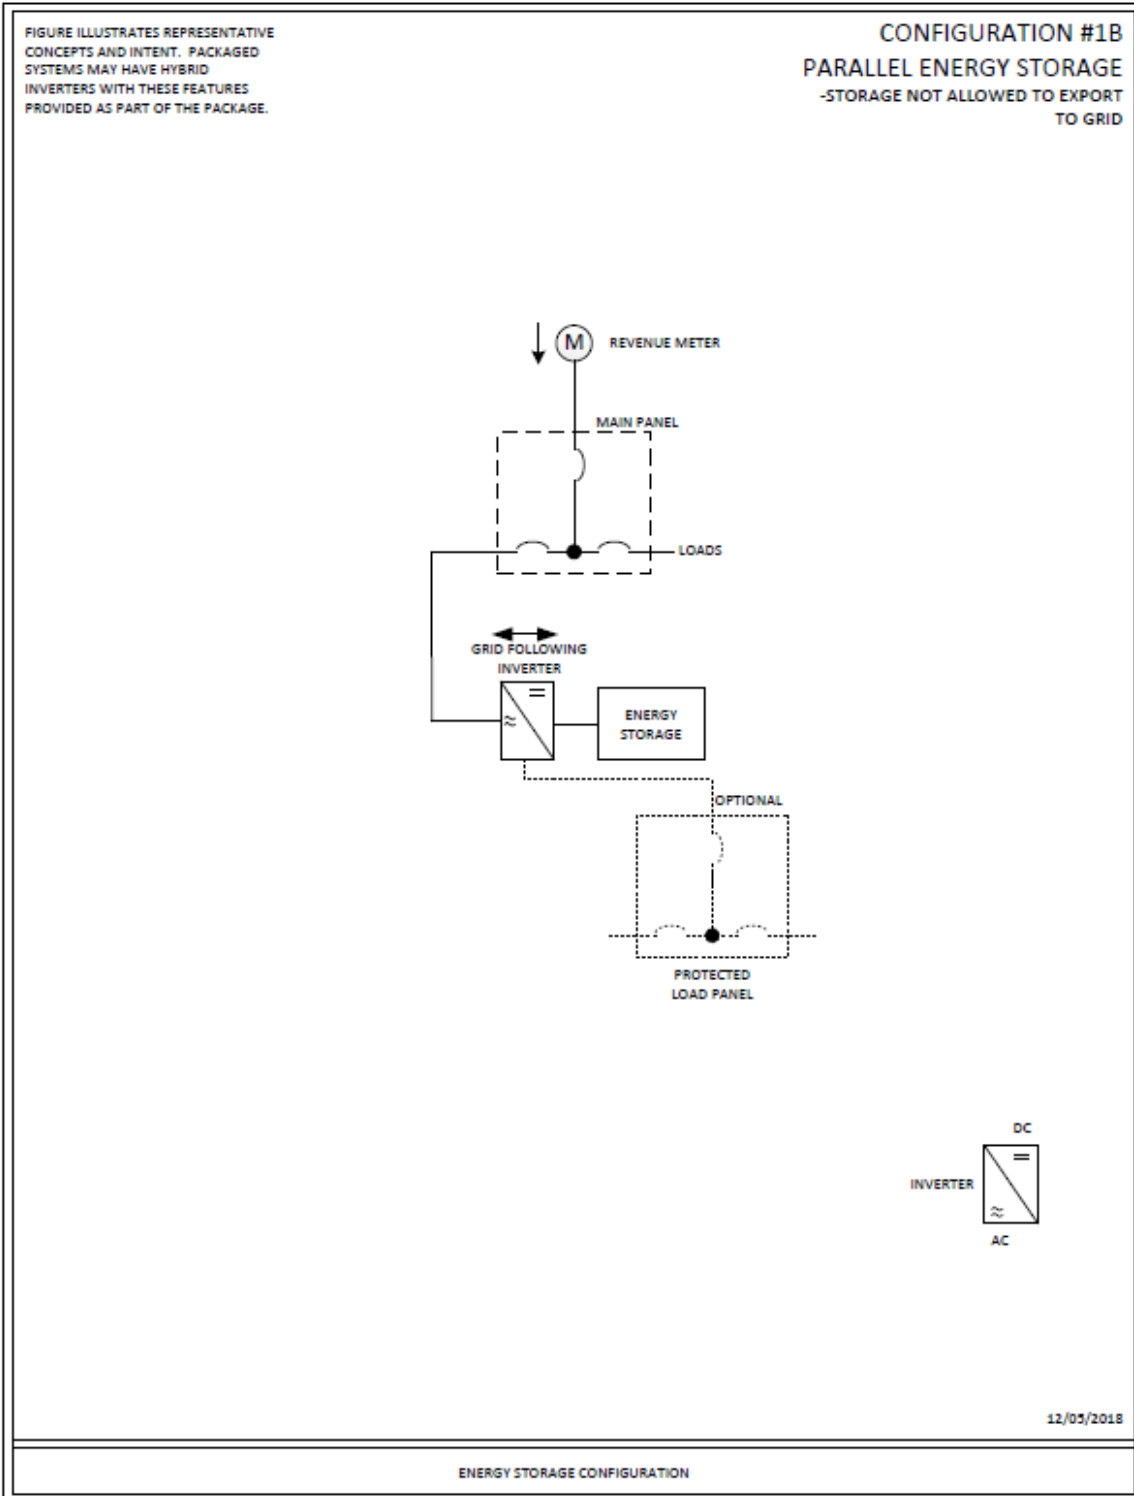 FIGURE ILLUSTRATES REPRESENTATIVE
CONCEPTS AND INTENT. PACKAGED
SYSTEMS MAY HAVE HYBRID
INVERTERS WITH THESE FEATURES
PROVIDED AS PART OF THE PACKAGE.
CONFIGURATION #1B
PARALLEL ENERGY STORAGE
-STORAGE NOT ALLOWED TO EXPORT
TO GRID
M
REVENUE METER
MAIN PANEL
LOADS
GRID FOLLOWING
INVERTER
ENERGY
STORAGE
OPTIONAL
PROTECTED
LOAD PANEL
DC
INVERTER
AC
12/05/2018
ENERGY STORAGE CONFIGURATION